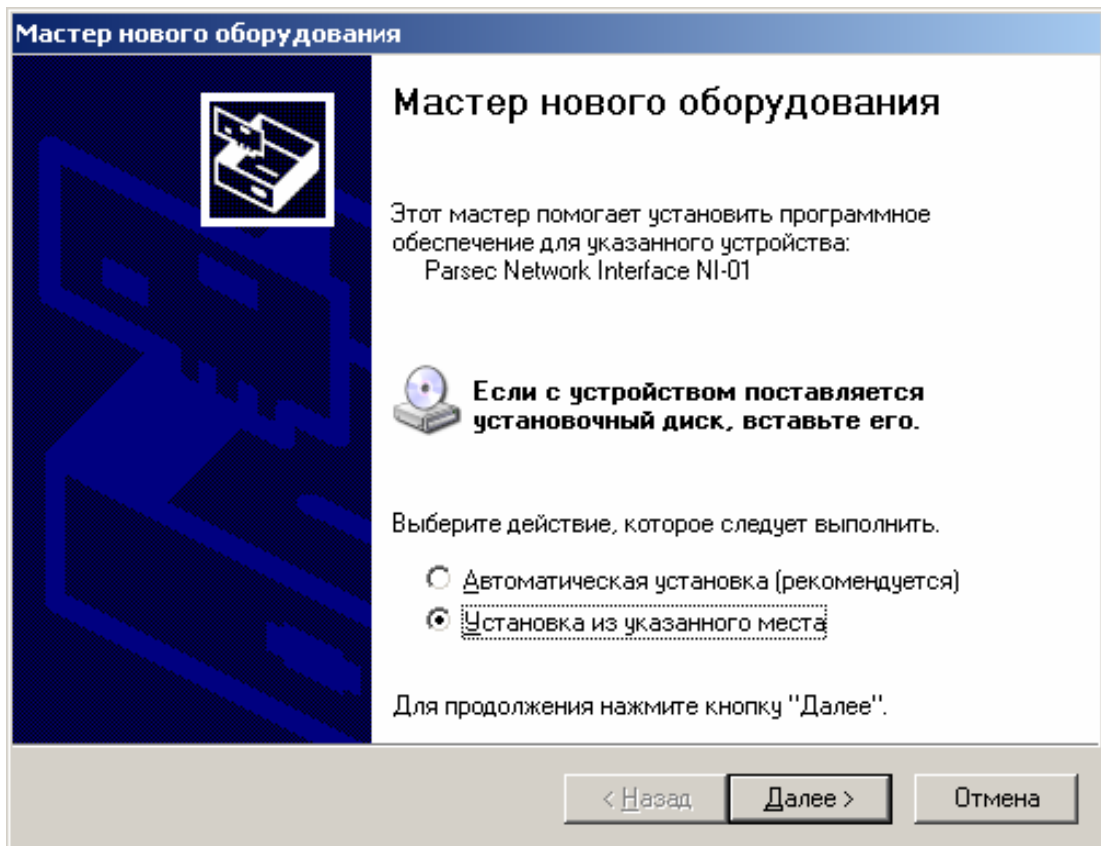 Мастер нового оборудования
Мастер нового оборудования
Этот мастер помогает установить программное
обеспечение для указанного устройства:
Parsec Network Interface NI-01
Если с устройством поставляется
установочный диск, вставьте его.
Выберите действие, которое следует выполнить.
Автоматическая установка (рекомендуется)
Установка из указанного места
Для продолжения нажмите кнопку "Далее".
< Назад
Далее >
Отмена